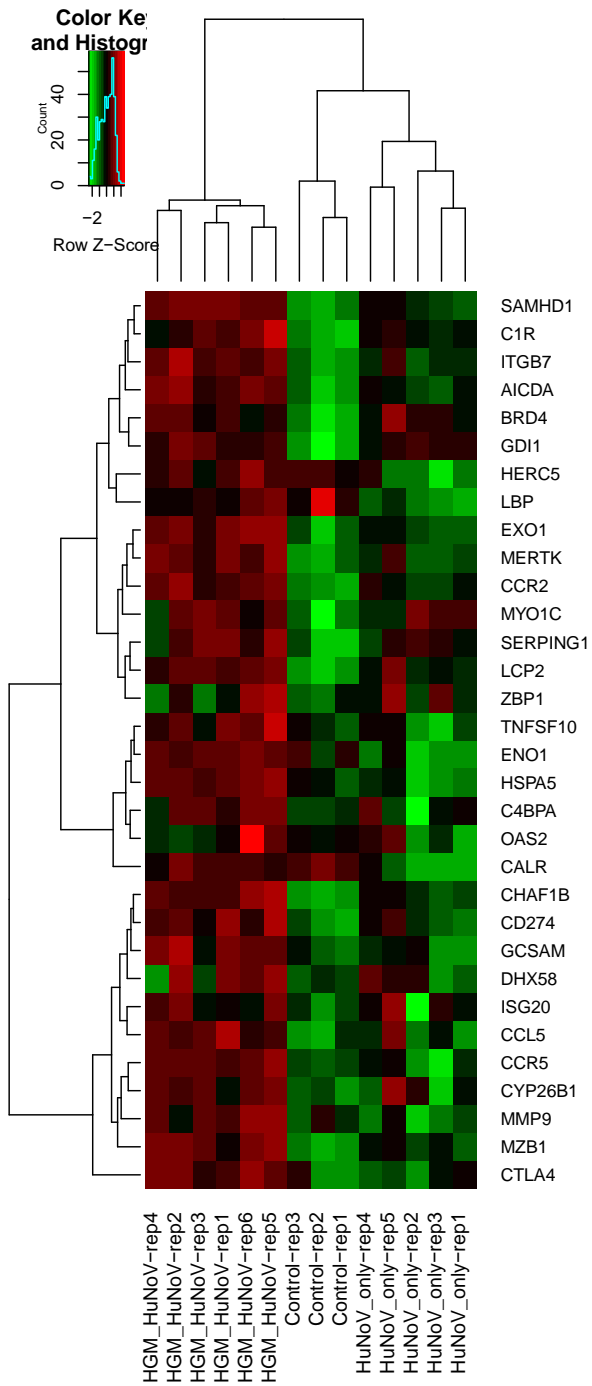 Color Key
and Histogr
Count
0
20
40
−2
Row Z−Score
SAMHD1
C1R
ITGB7
AICDA
BRD4
GDI1
HERC5
LBP
EXO1
MERTK
CCR2
MYO1C
SERPING1
LCP2
ZBP1
TNFSF10
ENO1
HSPA5
C4BPA
OAS2
CALR
CHAF1B
CD274
GCSAM
DHX58
ISG20
CCL5
CCR5
CYP26B1
MMP9
MZB1
CTLA4
HGM_HuNoV−rep4
HGM_HuNoV−rep2
HGM_HuNoV−rep3
HGM_HuNoV−rep1
HGM_HuNoV−rep6
HGM_HuNoV−rep5
Control−rep3
Control−rep2
Control−rep1
HuNoV_only−rep4
HuNoV_only−rep5
HuNoV_only−rep2
HuNoV_only−rep3
HuNoV_only−rep1